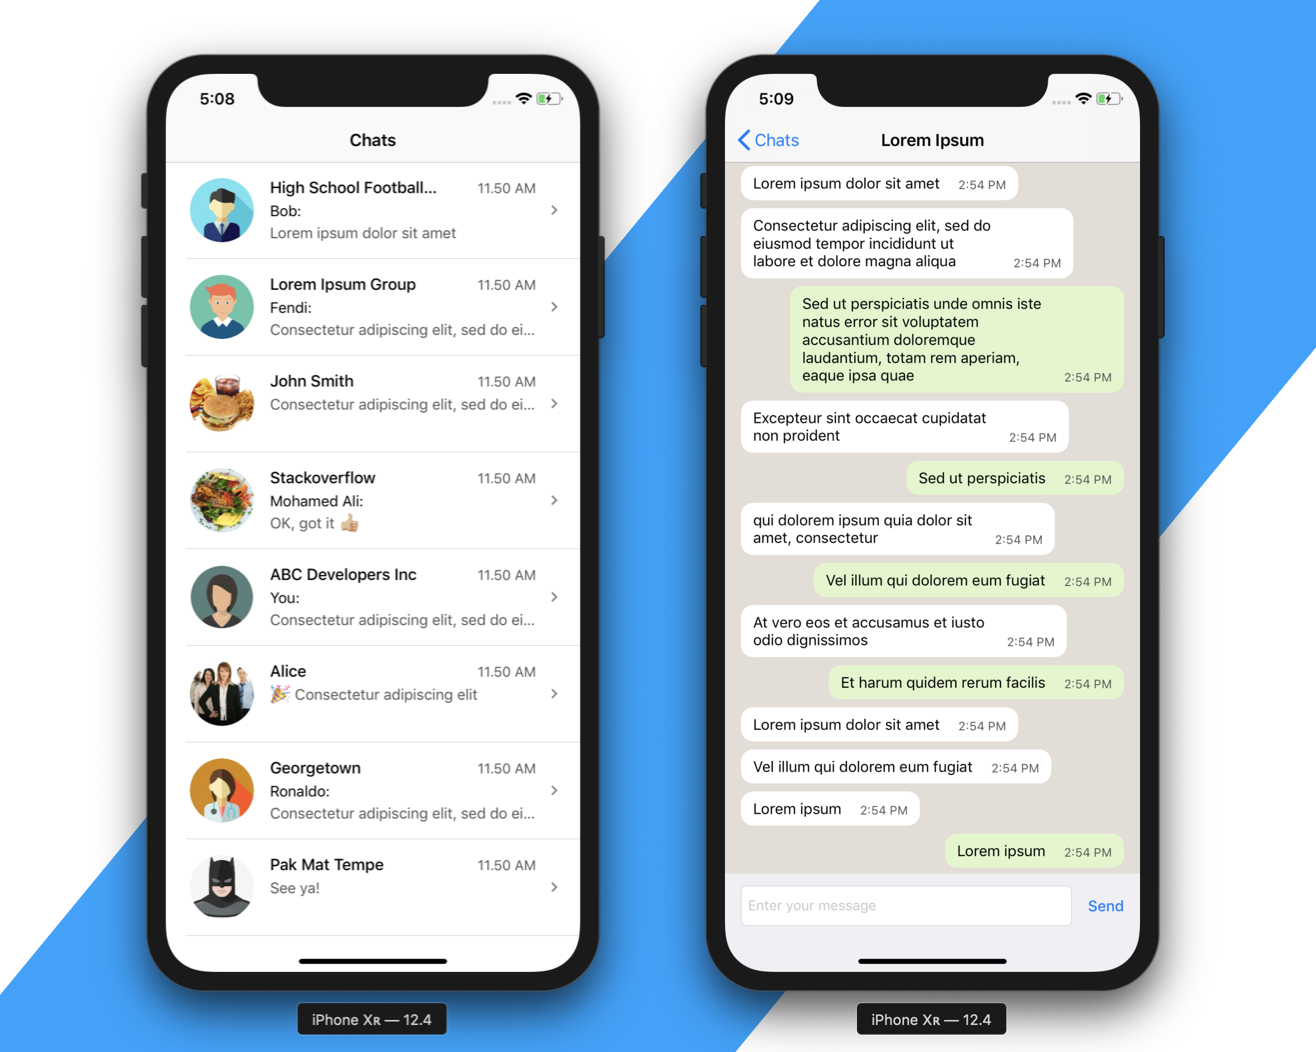 5:08
Chats
High School Football...
11.50 AM
Bob:
Lorem ipsum dolor sit amet
Lorem Ipsum Group
11.50 AM
Fendi:
Consectetur adipiscing elit, sed do ei...
John Smith
11.50 AM
Consectetur adipiscing elit, sed do ei...
Stackoverflow
11.50 AM
Mohamed Ali:
OK, got it 👍🏼
ABC Developers Inc
11.50 AM
You:
Consectetur adipiscing elit, sed do ei...
Alice
11.50 AM
🎉 Consectetur adipiscing elit
Georgetown
11.50 AM
Ronaldo:
Consectetur adipiscing elit, sed do ei...
Pak Mat Tempe
11.50 AM
See ya!
iPhone Xʀ — 12.4
5:09
Chats
Lorem Ipsum
Lorem ipsum dolor sit amet 2:54 PM
Consectetur adipiscing elit, sed do
eiusmod tempor incididunt ut
labore et dolore magna aliqua 2:54 PM
Sed ut perspiciatis unde omnis iste
natus error sit voluptatem
accusantium doloremque
laudantium, totam rem aperiam,
eaque ipsa quae 2:54 PM
Excepteur sint occaecat cupidatat
non proident 2:54 PM
Sed ut perspiciatis 2:54 PM
qui dolorem ipsum quia dolor sit
amet, consectetur 2:54 PM
Vel illum qui dolorem eum fugiat 2:54 PM
At vero eos et accusamus et iusto
odio dignissimos 2:54 PM
Et harum quidem rerum facilis 2:54 PM
Lorem ipsum dolor sit amet 2:54 PM
Vel illum qui dolorem eum fugiat 2:54 PM
Lorem ipsum 2:54 PM
Lorem ipsum 2:54 PM
Enter your message
Send
iPhone Xʀ — 12.4